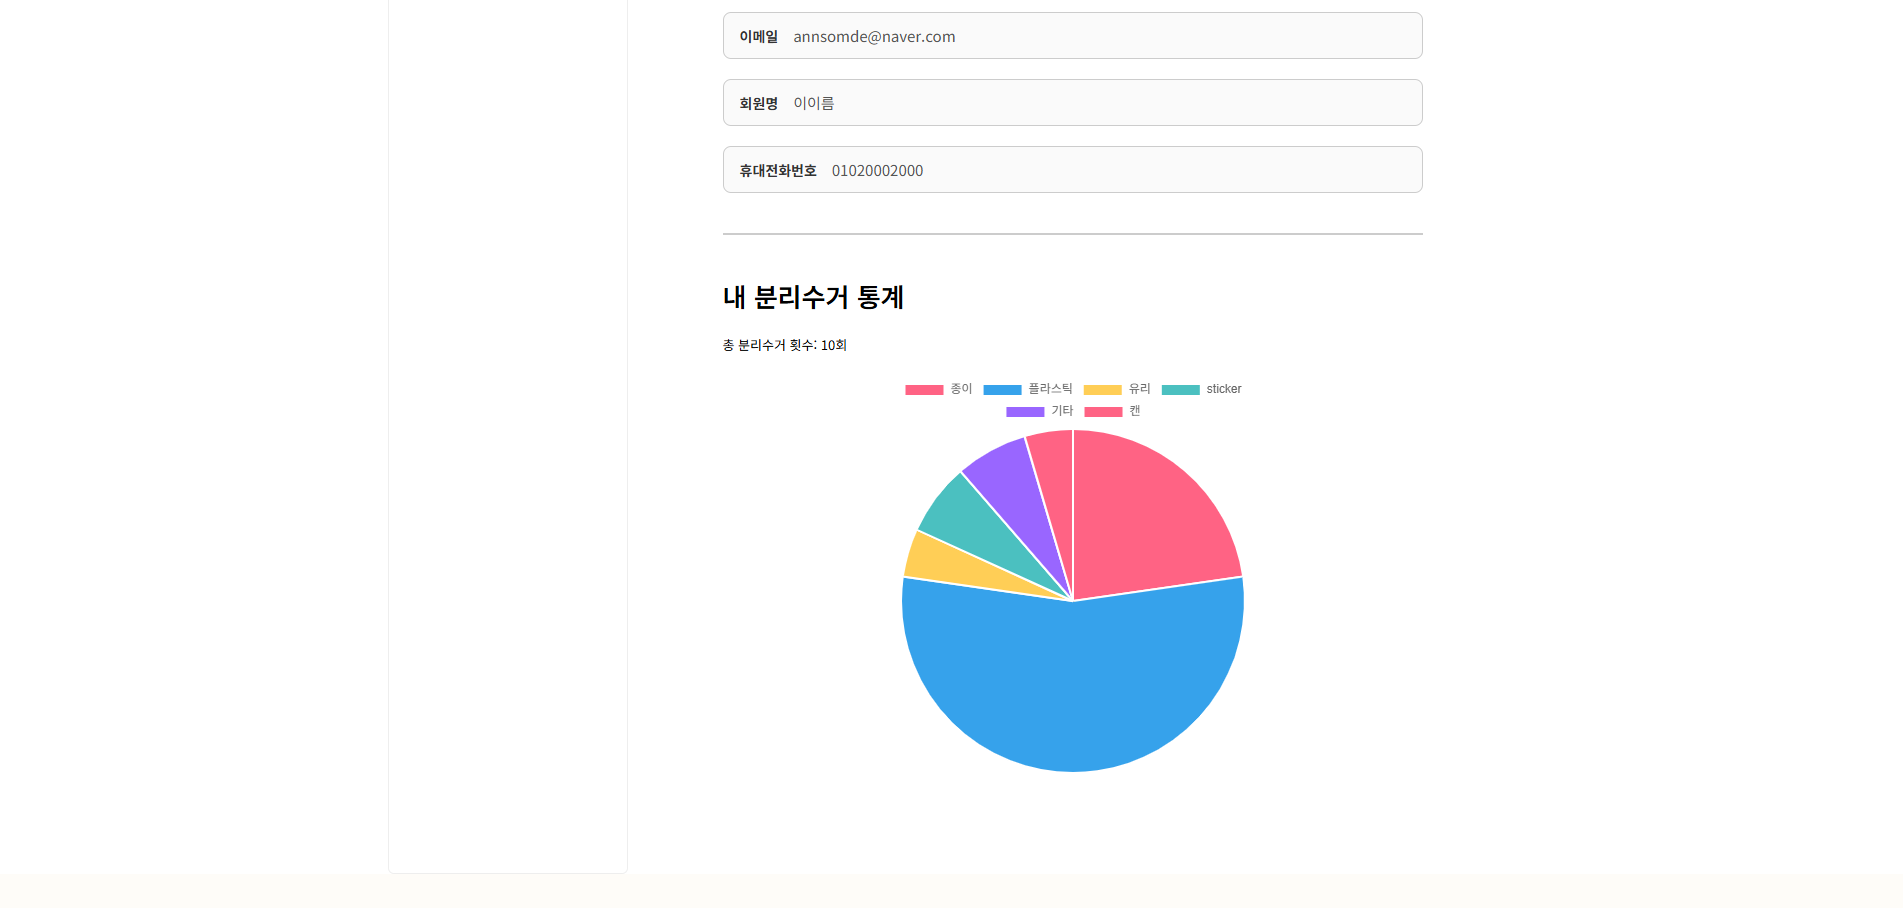 이메일 annsomde@naver.com
회원명 이이름
휴대전화번호 01020002000
내 분리수거 통계
총 분리수거 횟수: 10회
종이 플라스틱 유리 sticker
기타 캔